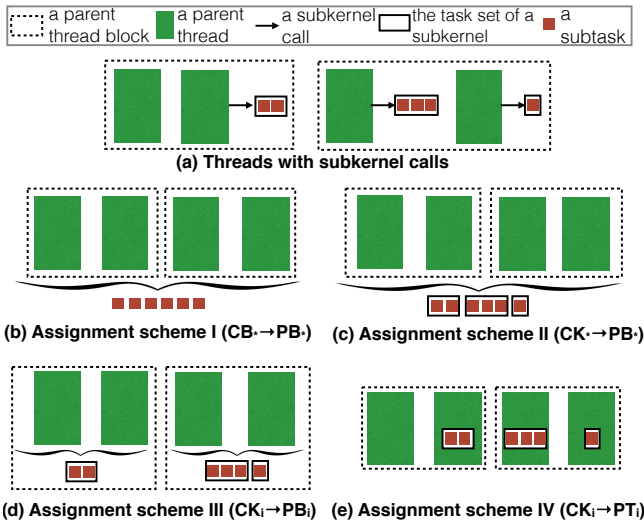 a parent thread block
a parent thread
a subkernel call
the task set of a subkernel
a subtask
(a) Threads with subkernel calls
(b) Assignment scheme I (CB*→PB*)
(c) Assignment scheme II (CK*→PB*)
(d) Assignment scheme III (CKi→PBi)
(e) Assignment scheme IV (CKi→PTi)